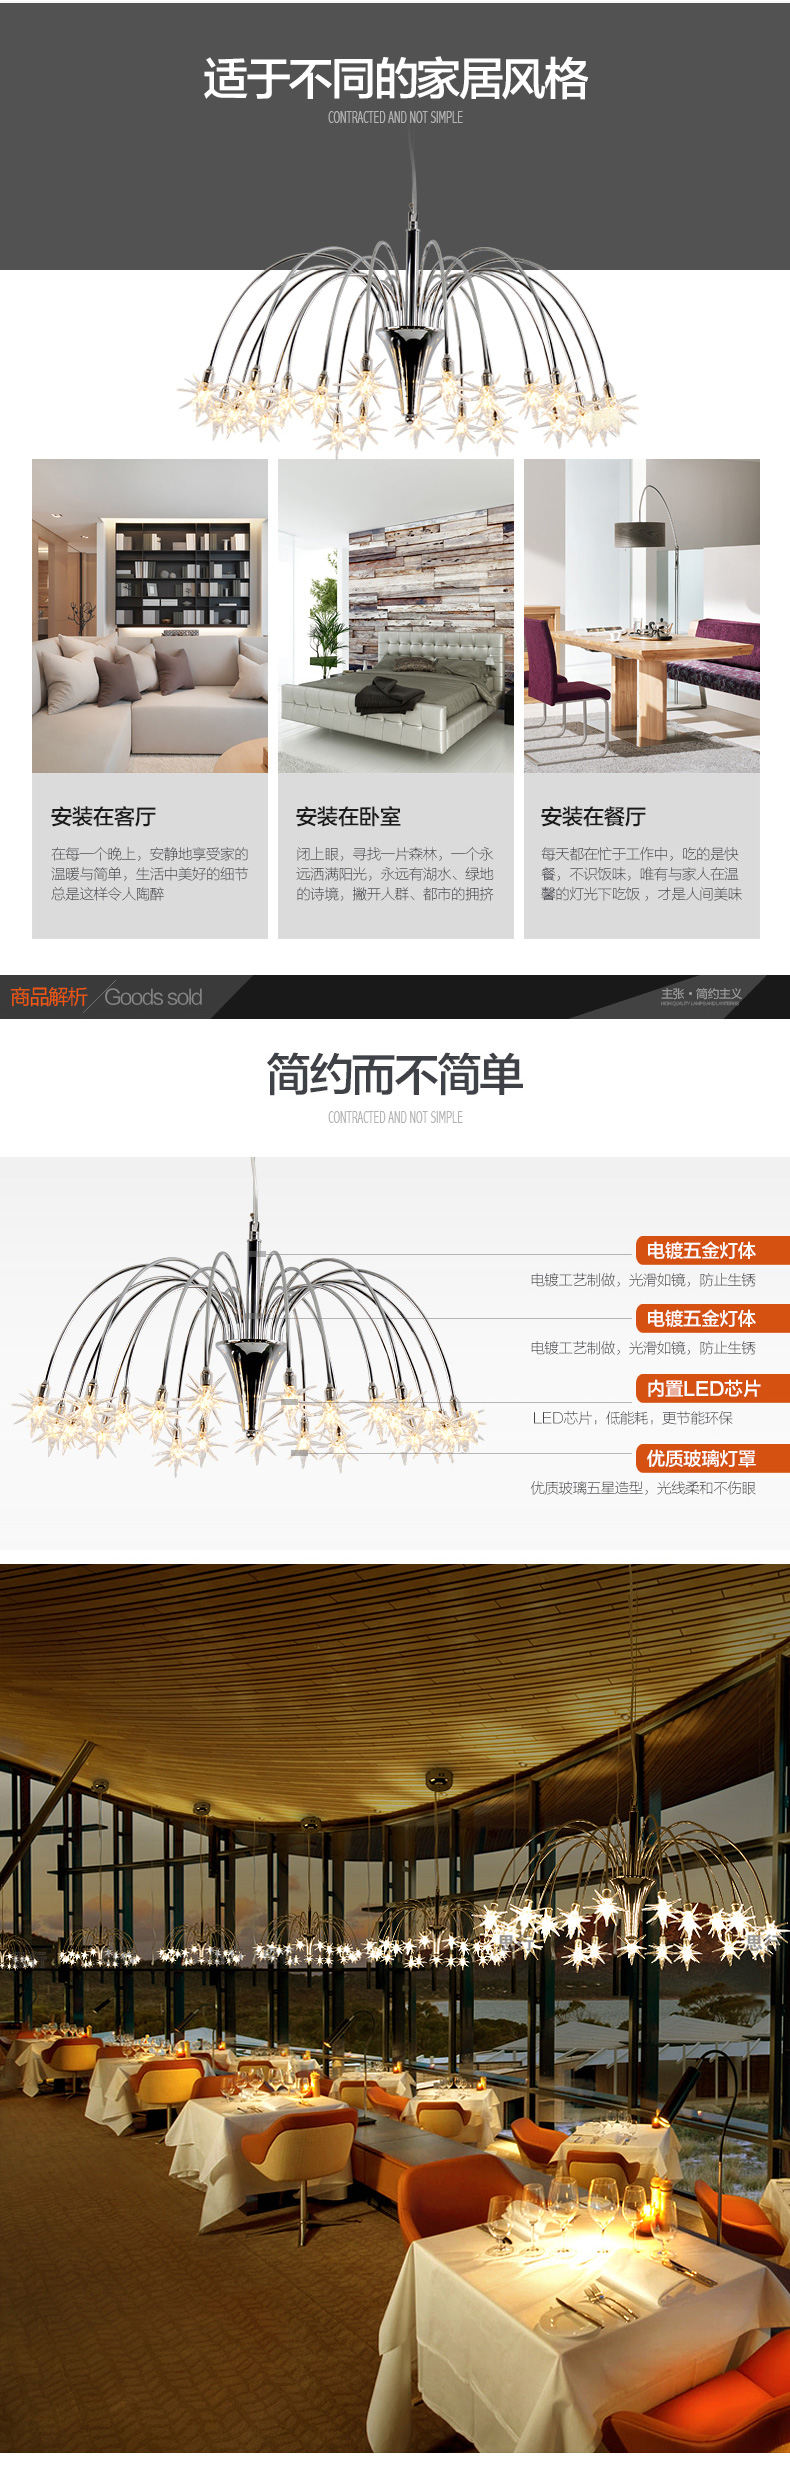 适于不同的家居风格
CONTRACTED AND NOT SIMPLE
安装在客厅
在每一个晚上，安静地享受家的
温暖与简单，生活中美好的细节
总是这样令人陶醉
安装在卧室
闭上眼，寻找一片森林，一个永
远洒满阳光，永远有湖水、绿地
的诗境，撇开人群、都市的拥挤
安装在餐厅
每天都在忙于工作中，吃的是快
餐，不识饭味，唯有与家人在温
馨的灯光下吃饭 ，才是人间美味
商品解析 Goods sold
主张·简约主义
HIGH QUALITY LAMPS AND LANTERNS
简约而不简单
CONTRACTED AND NOT SIMPLE
电镀五金灯体
电镀工艺制做，光滑如镜，防止生锈
电镀五金灯体
电镀工艺制做，光滑如镜，防止生锈
内置LED芯片
LED芯片，低能耗，更节能环保
优质玻璃灯罩
优质玻璃五星造型，光线柔和不伤眼